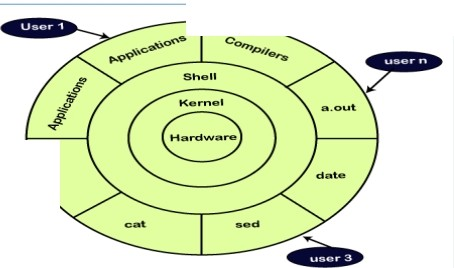 User 1
Applications
Compilers
user n
Applications
Shell
a.out
Kernel
Hardware
date
cat
sed
user 3